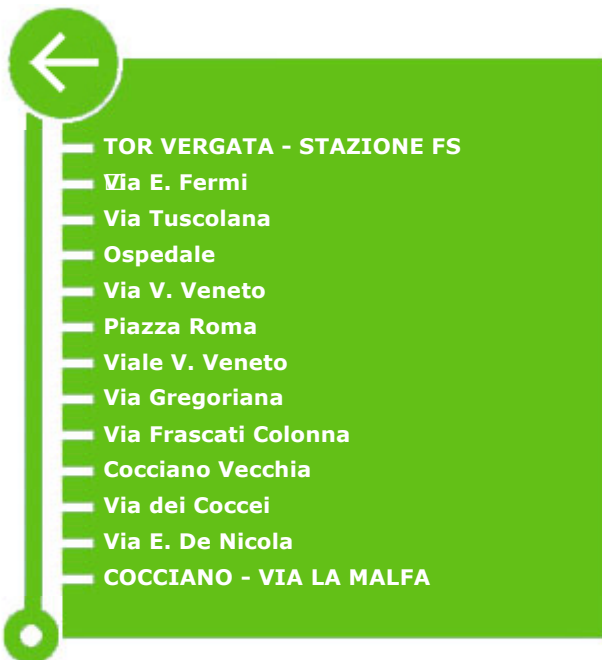 TOR VERGATA - STAZIONE FS
Via E. Fermi
Via Tuscolana
Ospedale
Via V. Veneto
Piazza Roma
Viale V. Veneto
Via Gregoriana
Via Frascati Colonna
Cocciano Vecchia
Via dei Coccei
Via E. De Nicola
COCCIANO - VIA LA MALFA